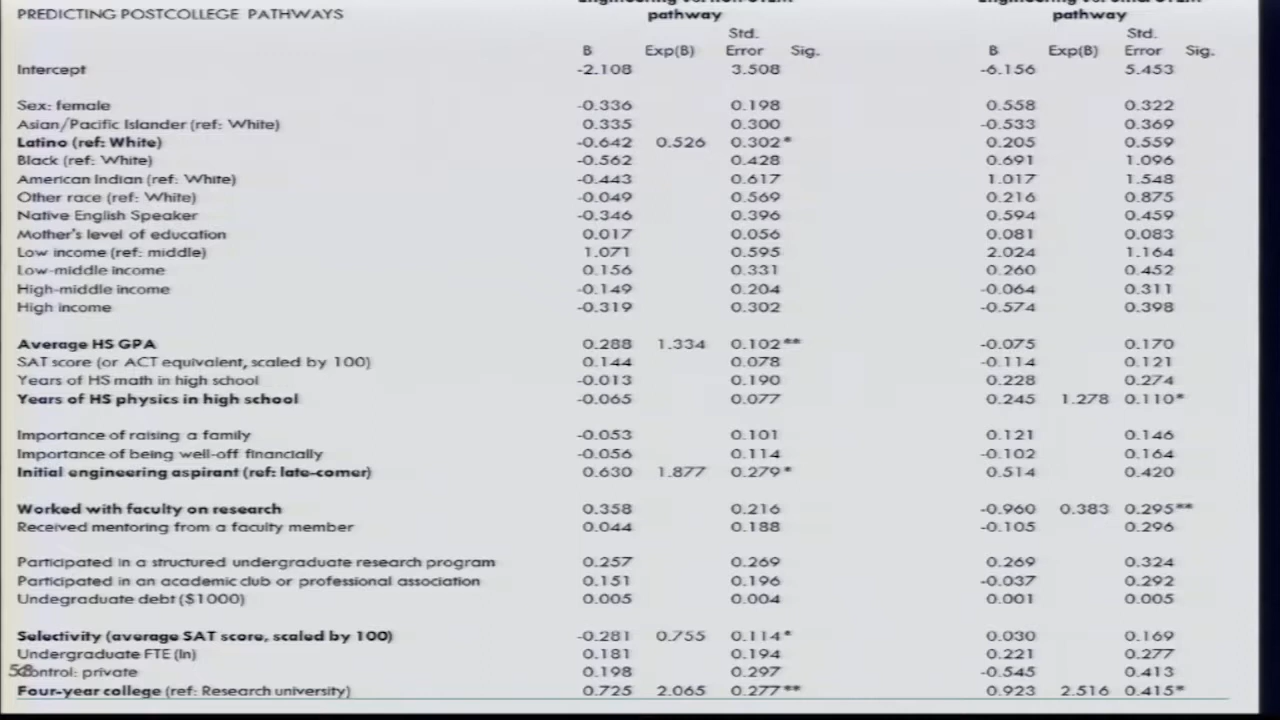 PREDICTING POSTCOLLEGE PATHWAYS
pathway pathway
Std. Std.
B Exp(B) Error Sig. B Exp(B) Error Sig.
Intercept -2.108 3.508 -6.156 5.453
Sex: female -0.336 0.198 0.558 0.322
Asian/Pacific Islander (ref: White) 0.335 0.300 -0.533 0.369
Latino (ref: White) -0.642 0.526 0.302* 0.205 0.559
Black (ref: White) -0.562 0.428 0.691 1.096
American Indian (ref: White) -0.443 0.617 1.017 1.548
Other race (ref: White) -0.049 0.569 0.216 0.875
Native English Speaker -0.346 0.396 0.594 0.459
Mother's level of education 0.017 0.056 0.081 0.083
Low income (ref: middle) 1.071 0.595 2.024 1.164
Low-middle income 0.156 0.331 0.260 0.452
High-middle income -0.149 0.204 -0.064 0.311
High income -0.319 0.302 -0.574 0.398
Average HS GPA 0.288 1.334 0.102** -0.075 0.170
SAT score (or ACT equivalent, scaled by 100) 0.144 0.078 -0.114 0.121
Years of HS math in high school -0.013 0.190 0.228 0.274
Years of HS physics in high school -0.065 0.077 0.245 1.278 0.110*
Importance of raising a family -0.053 0.101 0.121 0.146
Importance of being well-off financially -0.056 0.114 -0.102 0.164
Initial engineering aspirant (ref: late-comer) 0.630 1.877 0.279* 0.514 0.420
Worked with faculty on research 0.358 0.216 -0.960 0.383 0.295**
Received mentoring from a faculty member 0.044 0.188 -0.105 0.296
Participated in a structured undergraduate research program 0.257 0.269 0.269 0.324
Participated in an academic club or professional association 0.151 0.196 -0.037 0.292
Undegraduate debt ($1000) 0.005 0.004 0.001 0.005
Selectivity (average SAT score, scaled by 100) -0.281 0.755 0.114* 0.030 0.169
Undergraduate FTE (ln) 0.181 0.194 0.221 0.277
58 Control: private 0.198 0.297 -0.545 0.413
Four-year college (ref: Research university) 0.725 2.065 0.277** 0.923 2.516 0.415*